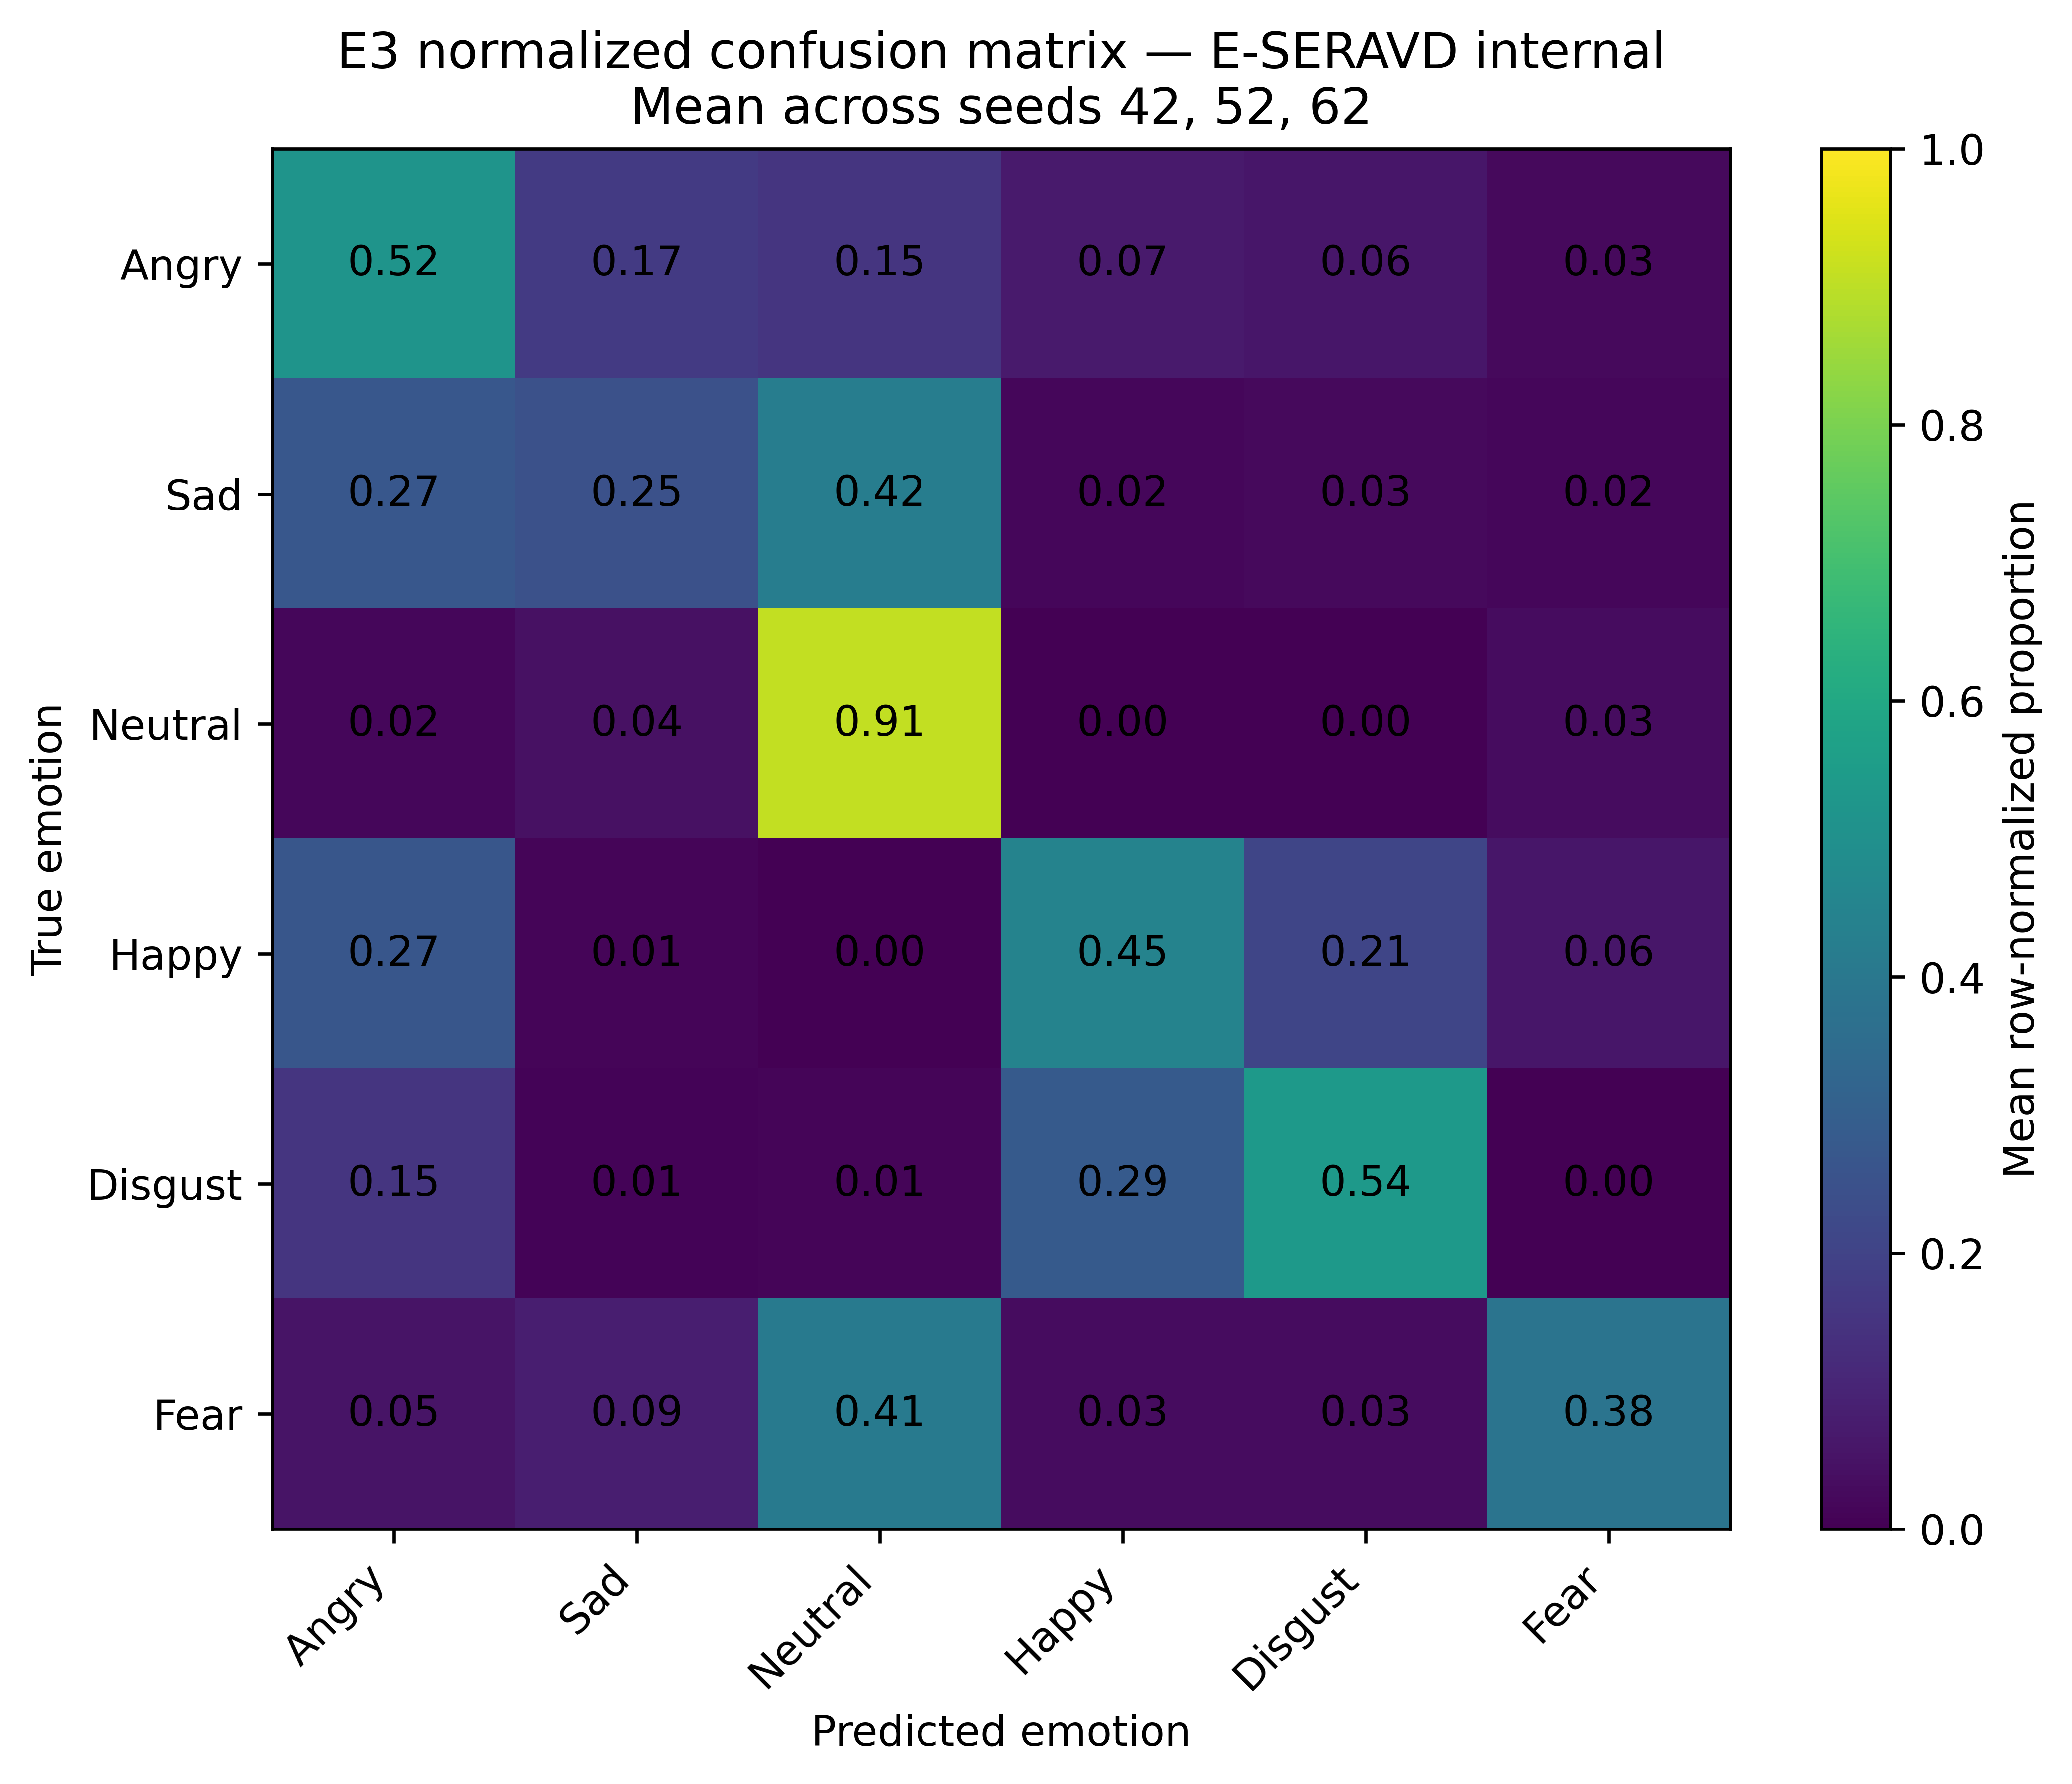 E3 normalized confusion matrix — E-SERAVD internal
Mean across seeds 42, 52, 62
True emotion
Angry 0.52 0.17 0.15 0.07 0.06 0.03
Sad 0.27 0.25 0.42 0.02 0.03 0.02
Neutral 0.02 0.04 0.91 0.00 0.00 0.03
Happy 0.27 0.01 0.00 0.45 0.21 0.06
Disgust 0.15 0.01 0.01 0.29 0.54 0.00
Fear 0.05 0.09 0.41 0.03 0.03 0.38
Angry Sad Neutral Happy Disgust Fear
Predicted emotion
1.0
0.8
0.6
0.4
0.2
0.0
Mean row-normalized proportion